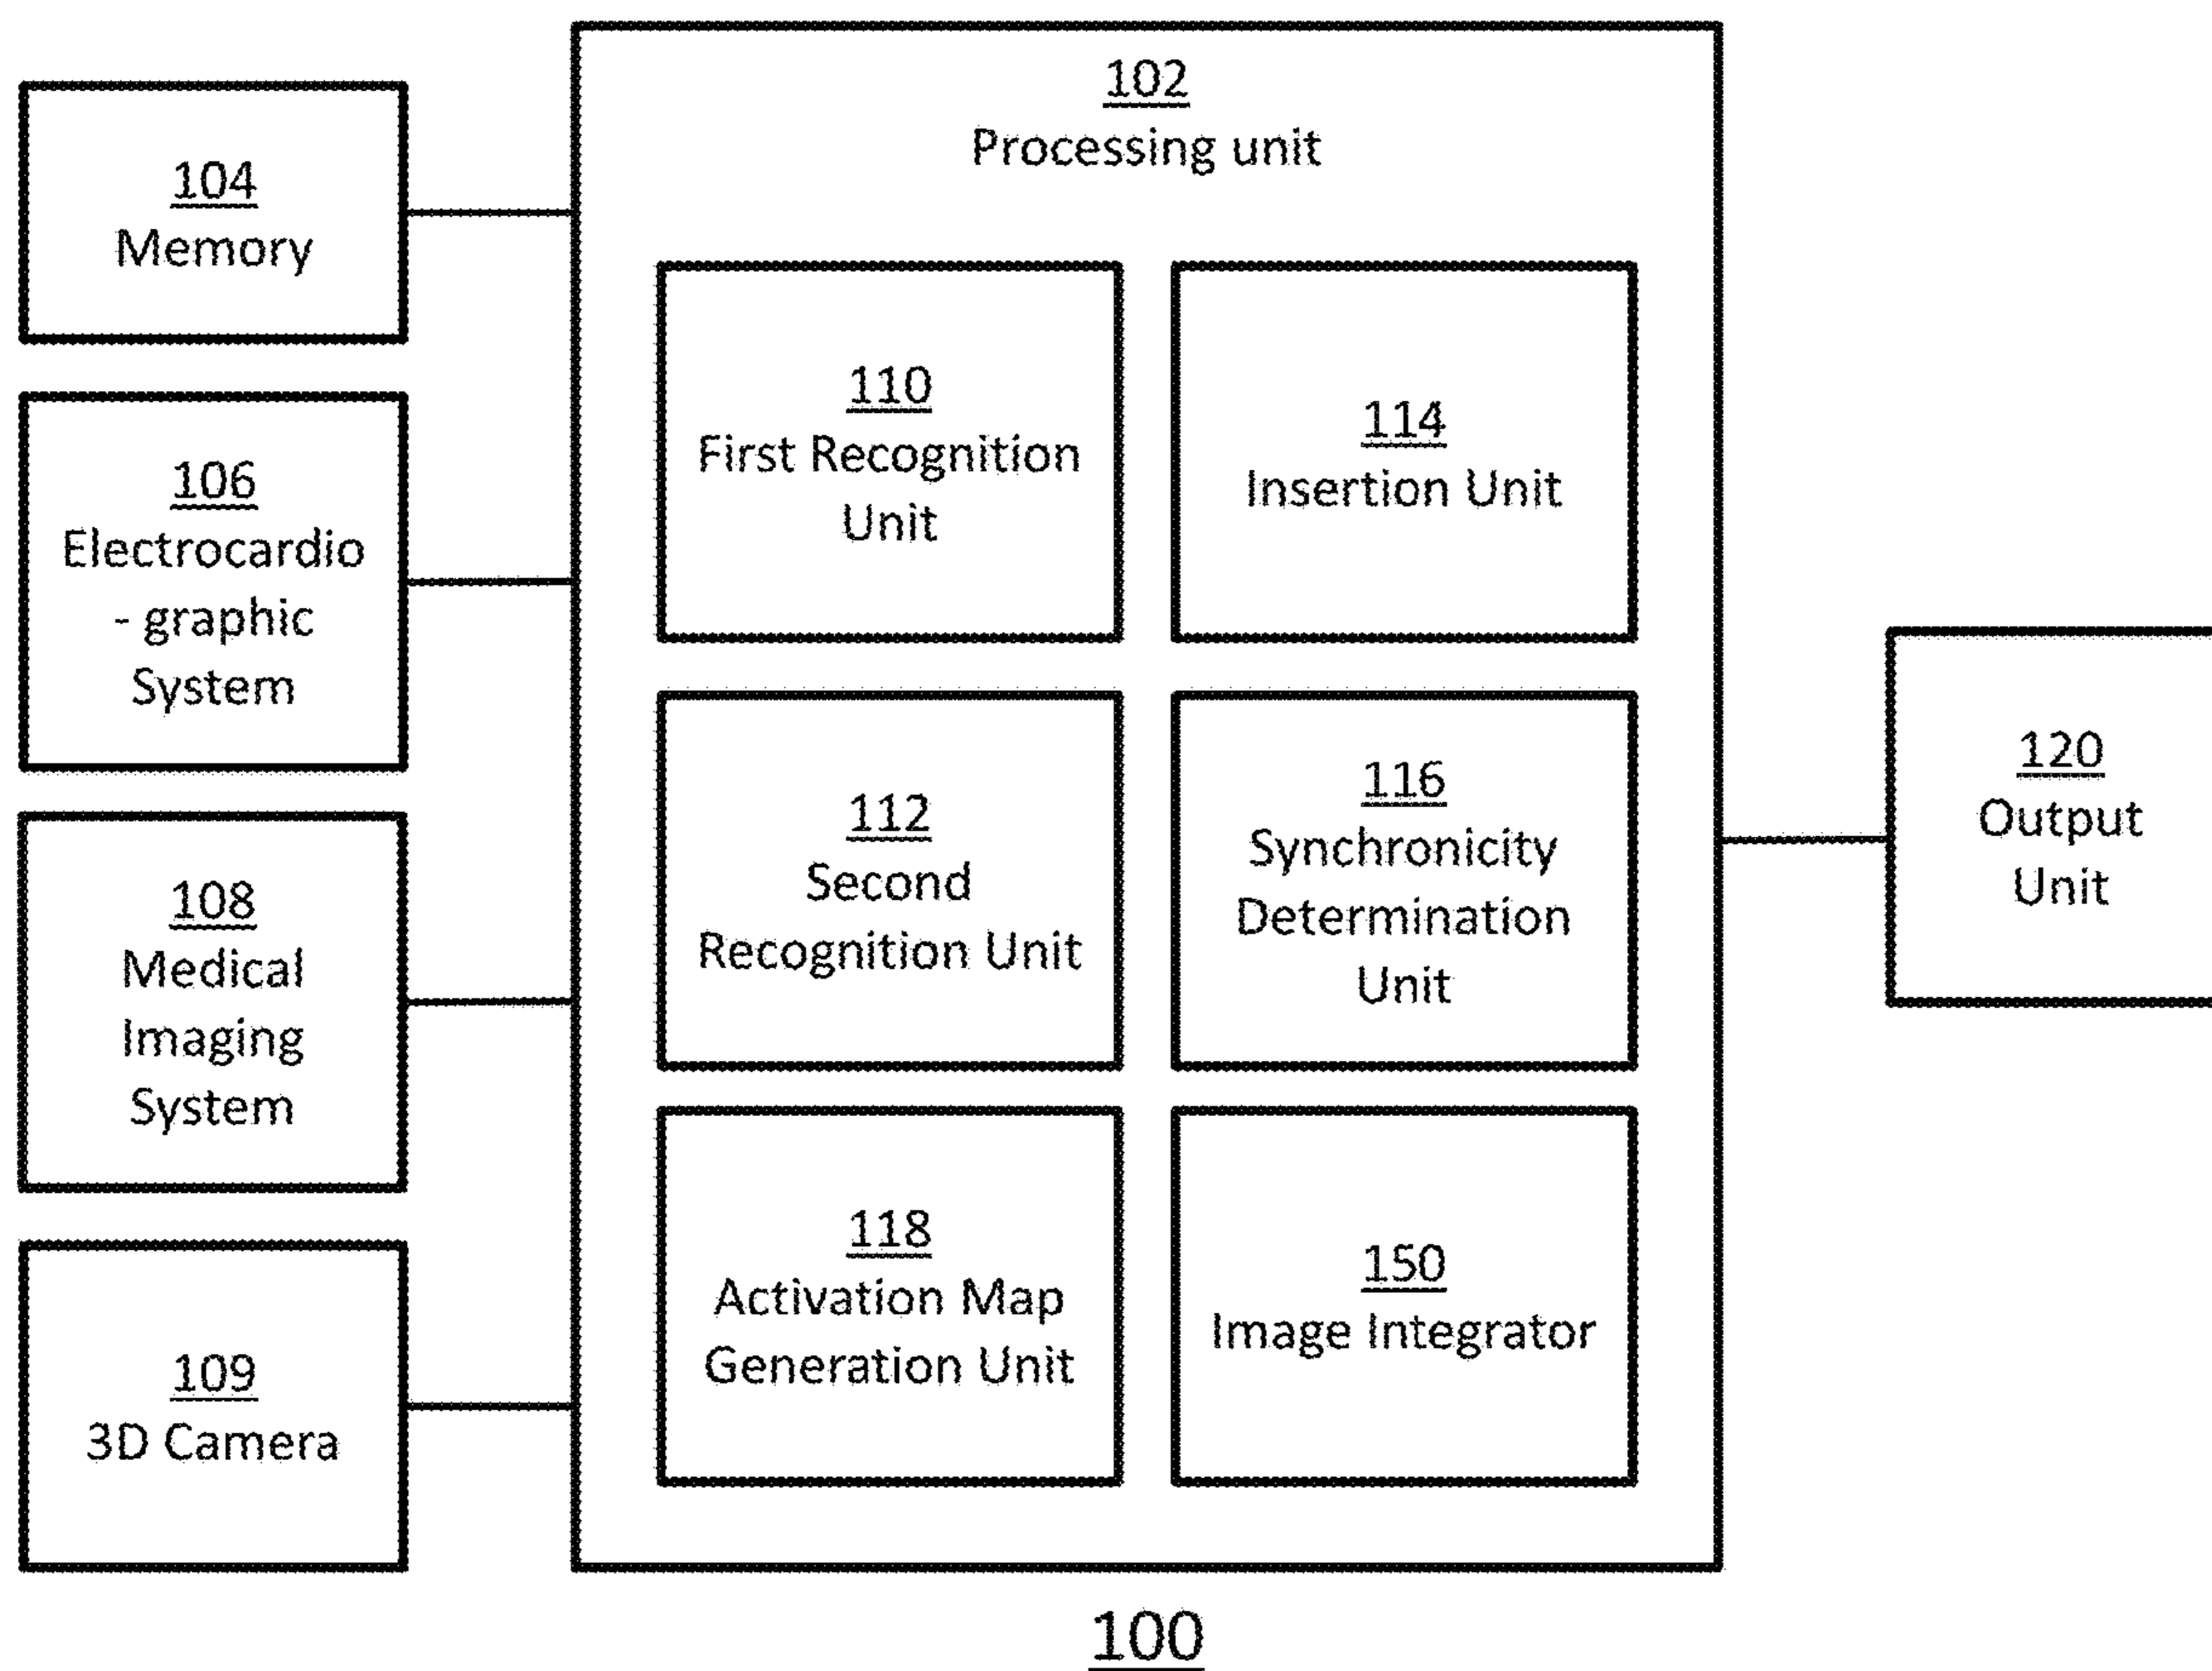 102
Processing unit
104
Memory
106
Electrocardio
- graphic
System
108
Medical
Imaging
System
109
3D Camera
110
First Recognition
Unit
114
Insertion Unit
112
Second
Recognition Unit
116
Synchronicity
Determination
Unit
118
Activation Map
Generation Unit
150
Image Integrator
120
Output
Unit
100